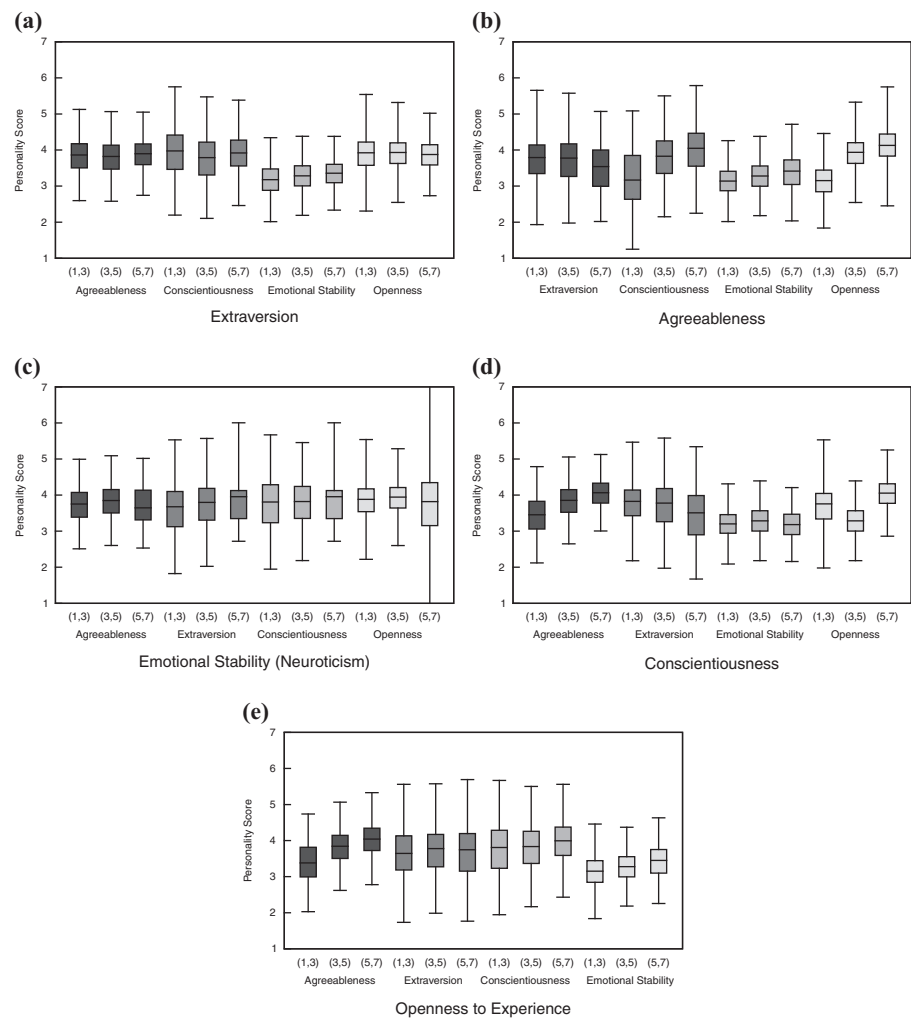 (a)
7
6
5
4
3
2
1
Personality Score
(1,3) (3,5) (5,7) (1,3) (3,5) (5,7) (1,3) (3,5) (5,7) (1,3) (3,5) (5,7)
Agreeableness Conscientiousness Emotional Stability Openness
Extraversion
(b)
7
6
5
4
3
2
1
Personality Score
(1,3) (3,5) (5,7) (1,3) (3,5) (5,7) (1,3) (3,5) (5,7) (1,3) (3,5) (5,7)
Extraversion Conscientiousness Emotional Stability Openness
Agreeableness
(c)
7
6
5
4
3
2
1
Personality Score
(1,3) (3,5) (5,7) (1,3) (3,5) (5,7) (1,3) (3,5) (5,7) (1,3) (3,5) (5,7)
Agreeableness Extraversion Conscientiousness Openness
Emotional Stability (Neuroticism)
(d)
7
6
5
4
3
2
1
Personality Score
(1,3) (3,5) (5,7) (1,3) (3,5) (5,7) (1,3) (3,5) (5,7) (1,3) (3,5) (5,7)
Agreeableness Extraversion Emotional Stability Openness
Conscientiousness
(e)
7
6
5
4
3
2
1
Personality Score
(1,3) (3,5) (5,7) (1,3) (3,5) (5,7) (1,3) (3,5) (5,7) (1,3) (3,5) (5,7)
Agreeableness Extraversion Conscientiousness Emotional Stability
Openness to Experience